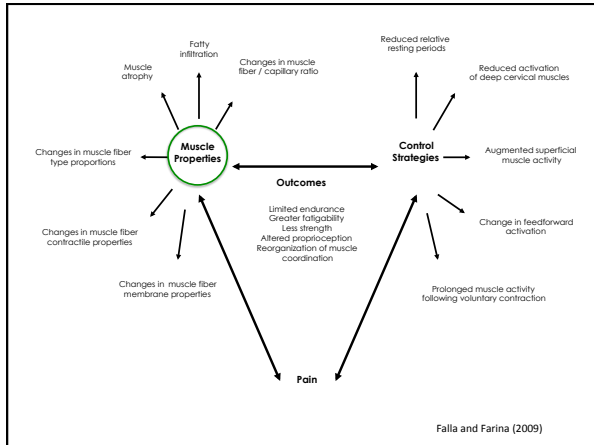 Fatty
infiltration
Muscle
atrophy
Changes in muscle
fiber / capillary ratio
Muscle
Properties
Changes in muscle fiber
type proportions
Changes in muscle fiber
contractile properties
Changes in muscle fiber
membrane properties
Outcomes
Limited endurance
Greater fatigability
Less strength
Altered proprioception
Reorganization of muscle
coordination
Reduced relative
resting periods
Reduced activation
of deep cervical muscles
Control
Strategies
Augmented superficial
muscle activity
Change in feedforward
activation
Prolonged muscle activity
following voluntary contraction
Pain
Falla and Farina (2009)